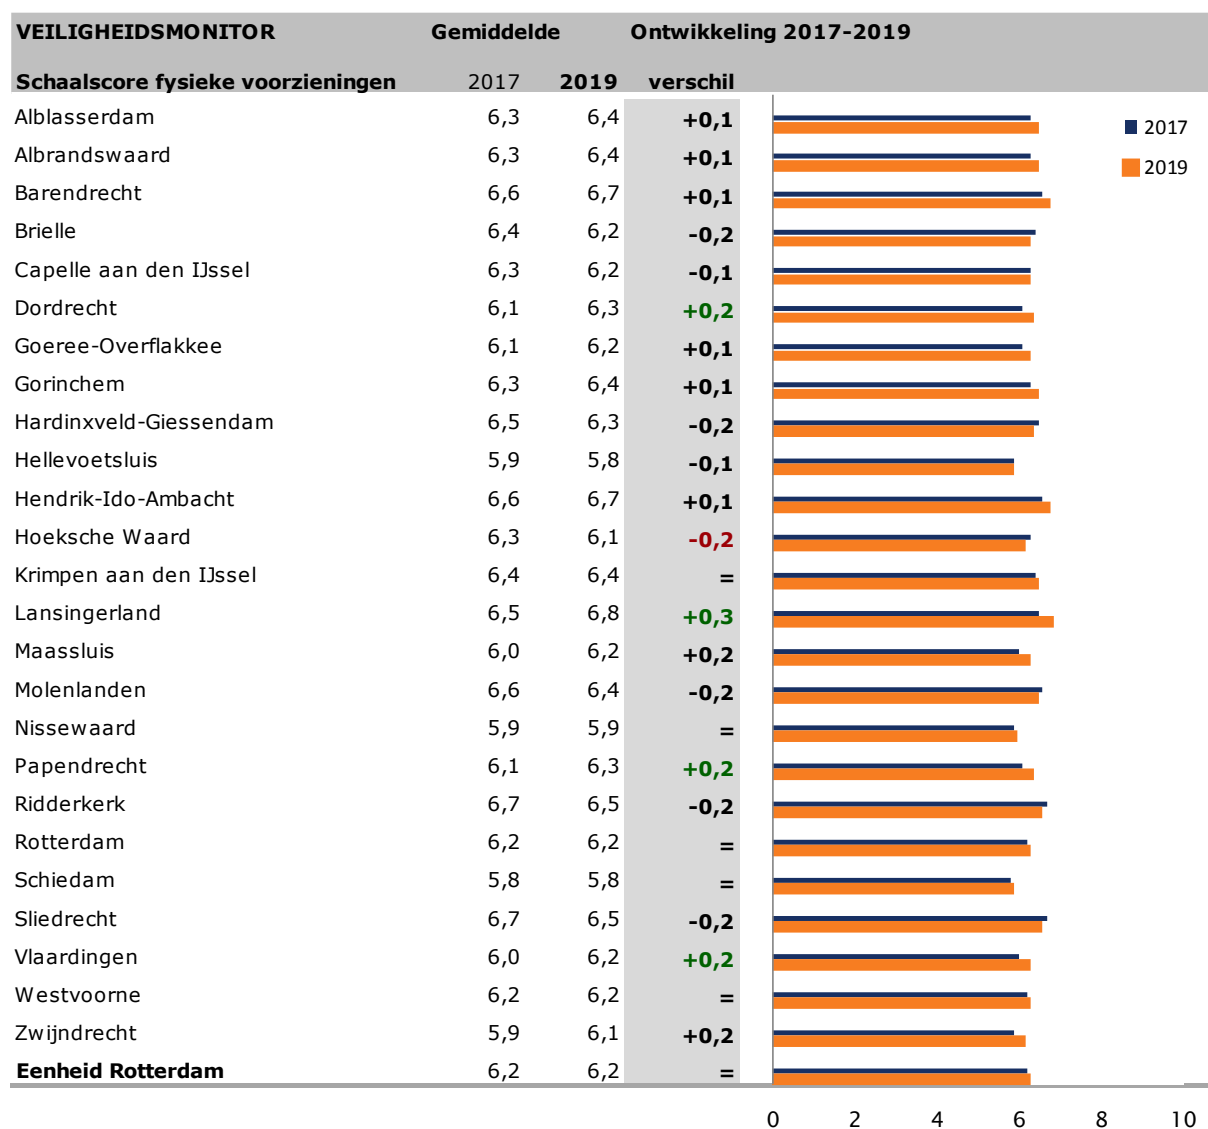 VEILIGHEIDSMONITOR Gemiddelde Ontwikkeling 2017-2019
Schaalscore fysieke voorzieningen 2017 2019 verschil
Alblasserdam 6,3 6,4 +0,1
2017
Albrandswaard 6,3 6,4 +0,1
2019
Barendrecht 6,6 6,7 +0,1
Brielle 6,4 6,2 -0,2
Capelle aan den IJssel 6,3 6,2 -0,1
Dordrecht 6,1 6,3 +0,2
Goeree-Overflakkee 6,1 6,2 +0,1
Gorinchem 6,3 6,4 +0,1
Hardinxveld-Giessendam 6,5 6,3 -0,2
Hellevoetsluis 5,9 5,8 -0,1
Hendrik-Ido-Ambacht 6,6 6,7 +0,1
Hoeksche Waard 6,3 6,1 -0,2
Krimpen aan den IJssel 6,4 6,4 =
Lansingerland 6,5 6,8 +0,3
Maassluis 6,0 6,2 +0,2
Molenlanden 6,6 6,4 -0,2
Nissewaard 5,9 5,9 =
Papendrecht 6,1 6,3 +0,2
Ridderkerk 6,7 6,5 -0,2
Rotterdam 6,2 6,2 =
Schiedam 5,8 5,8 =
Sliedrecht 6,7 6,5 -0,2
Vlaardingen 6,0 6,2 +0,2
Westvoorne 6,2 6,2 =
Zwijndrecht 5,9 6,1 +0,2
Eenheid Rotterdam 6,2 6,2 =
0 2 4 6 8 10